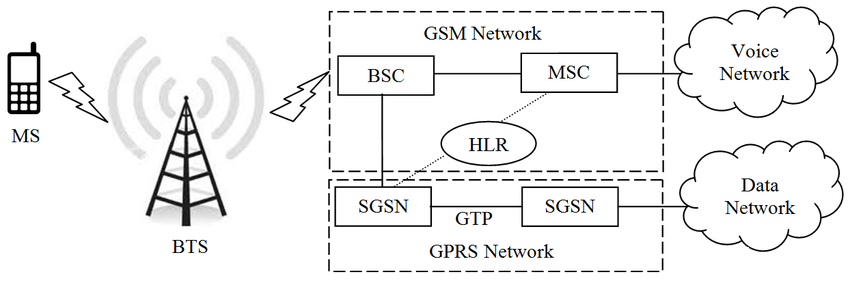 MS
BTS
GSM Network
BSC
MSC
HLR
Voice
Network
SGSN
GTP
SGSN
GPRS Network
Data
Network